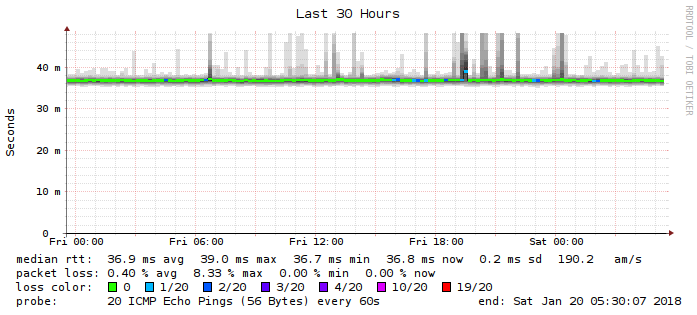 Last 30 Hours
RRDTOOL / TOBI OETIKER
Seconds
40 m
30 m
20 m
10 m
0
Fri 00:00 Fri 06:00 Fri 12:00 Fri 18:00 Sat 00:00
median rtt: 36.9 ms avg 39.0 ms max 36.7 ms min 36.8 ms now 0.2 ms sd 190.2 am/s
packet loss: 0.40 % avg 8.33 % max 0.00 % min 0.00 % now
loss color: 0 1/20 2/20 3/20 4/20 10/20 19/20
probe: 20 ICMP Echo Pings (56 Bytes) every 60s end: Sat Jan 20 05:30:07 2018